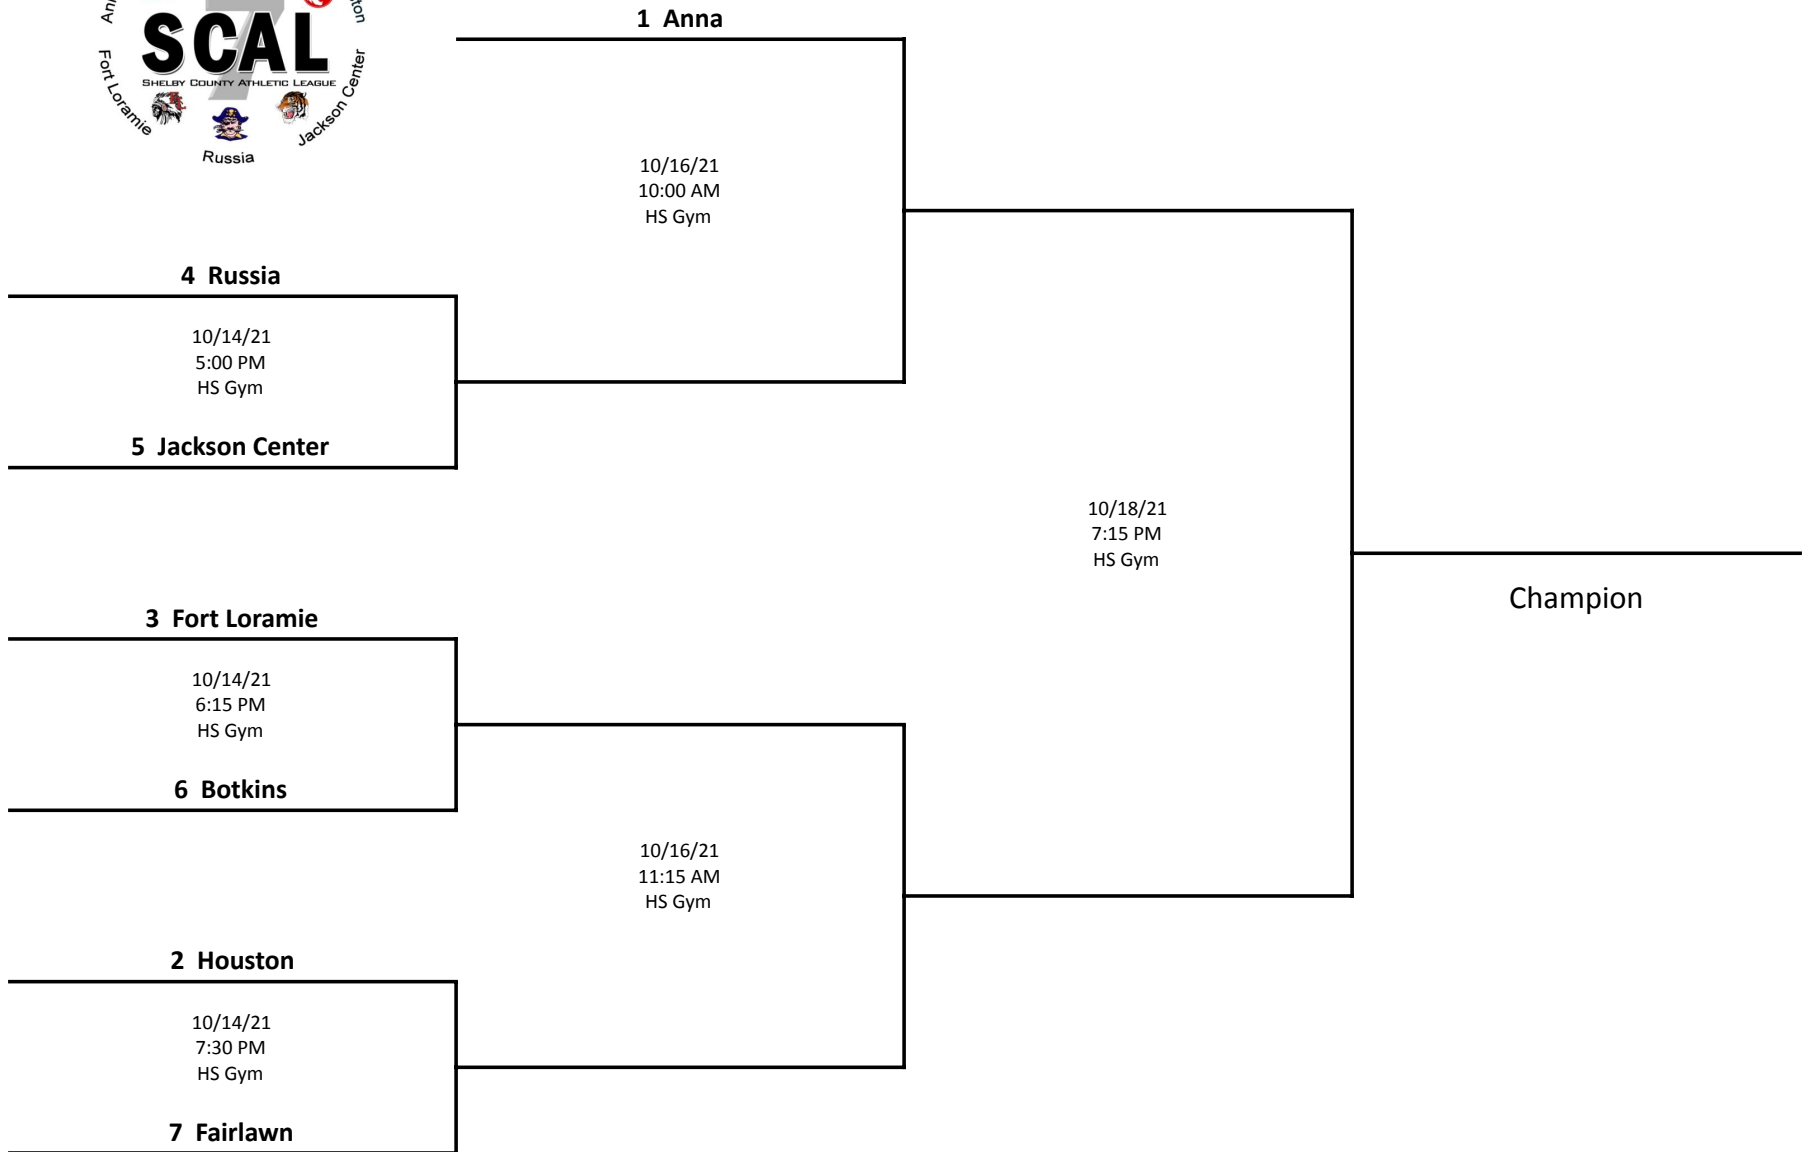 SCAL
SHELBY COUNTY ATHLETIC LEAGUE
Fort Loramie
Russia
Jackson Center
1 Anna
10/16/21
10:00 AM
HS Gym
4 Russia
10/14/21
5:00 PM
HS Gym
5 Jackson Center
10/18/21
7:15 PM
HS Gym
Champion
3 Fort Loramie
10/14/21
6:15 PM
HS Gym
6 Botkins
10/16/21
11:15 AM
HS Gym
2 Houston
10/14/21
7:30 PM
HS Gym
7 Fairlawn